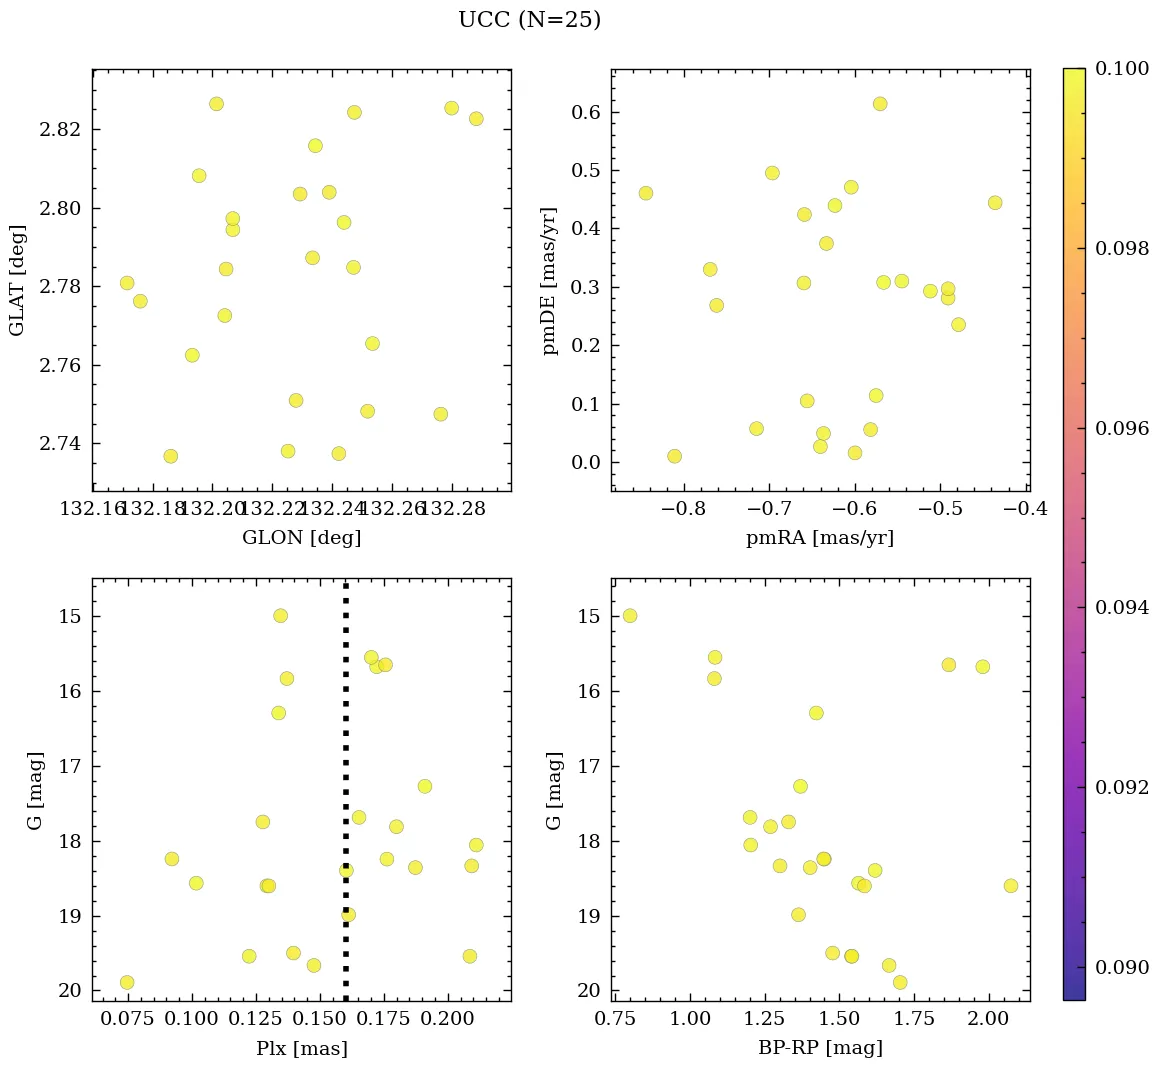 UCC (N=25)
2.82
2.80
2.78
2.76
2.74
GLAT [deg]
132.16 132.18 132.20 132.22 132.24 132.26 132.28
GLON [deg]
0.6
0.5
0.4
0.3
0.2
0.1
0.0
pmDE [mas/yr]
−0.8 −0.7 −0.6 −0.5 −0.4
pmRA [mas/yr]
15
16
17
18
19
20
G [mag]
0.075 0.100 0.125 0.150 0.175 0.200
Plx [mas]
15
16
17
18
19
20
G [mag]
0.75 1.00 1.25 1.50 1.75 2.00
BP-RP [mag]
0.100
0.098
0.096
0.094
0.092
0.090